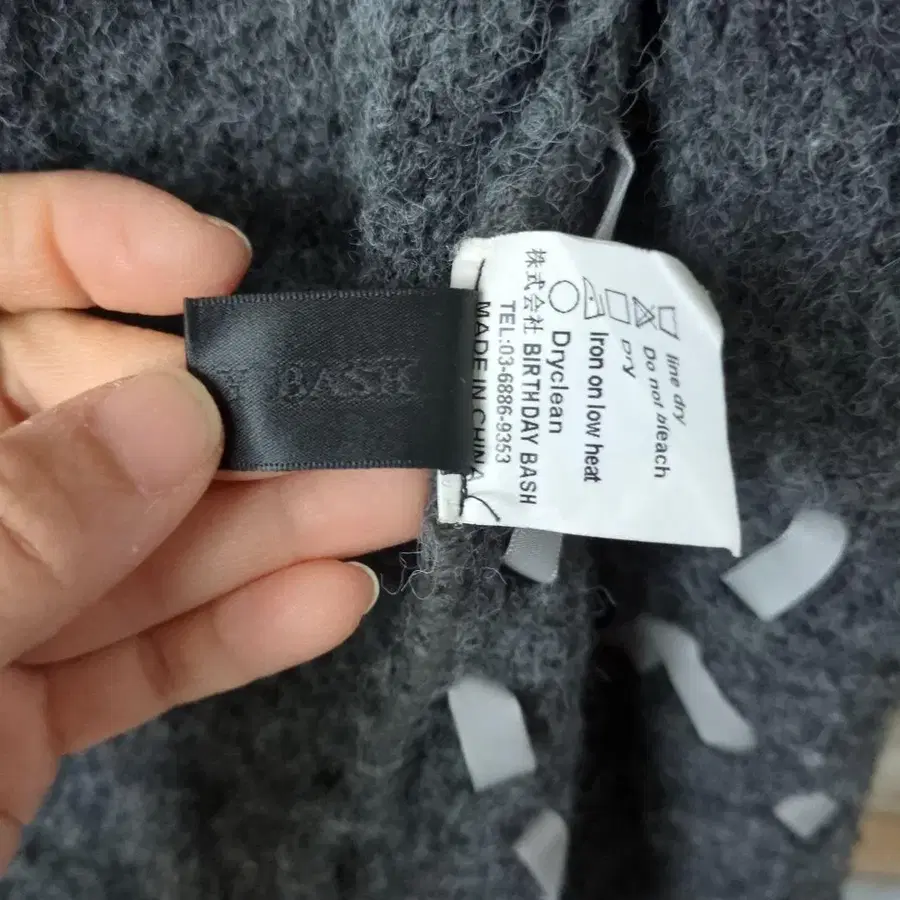 BASH
line dry
Do not bleach
Dry
Iron on low heat
Dryclean
株式会社 BIRTHDAY BASH
TEL:03-6886-9353
MADE IN CHINA